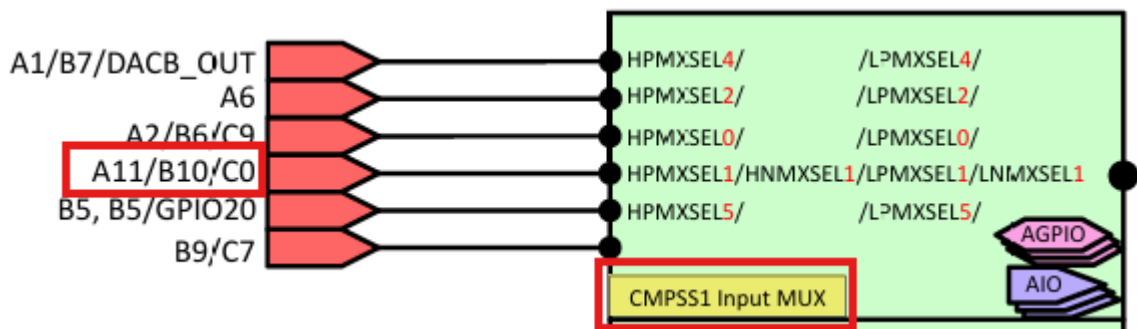 A1/B7/DACB_OUT HPMXSEL4/ /LPMXSEL4/
A6 HPMXSEL2/ /LPMXSEL2/
A2/B6/C9 HPMXSEL0/ /LPMXSEL0/
A11/B10/C0 HPMXSEL1/HNMXSEL1/LPMXSEL1/LNMXSEL1
B5, B5/GPIO20 HPMXSEL5/ /LPMXSEL5/
AGPIO
B9/C7
AIO
CMPSS1 Input MUX